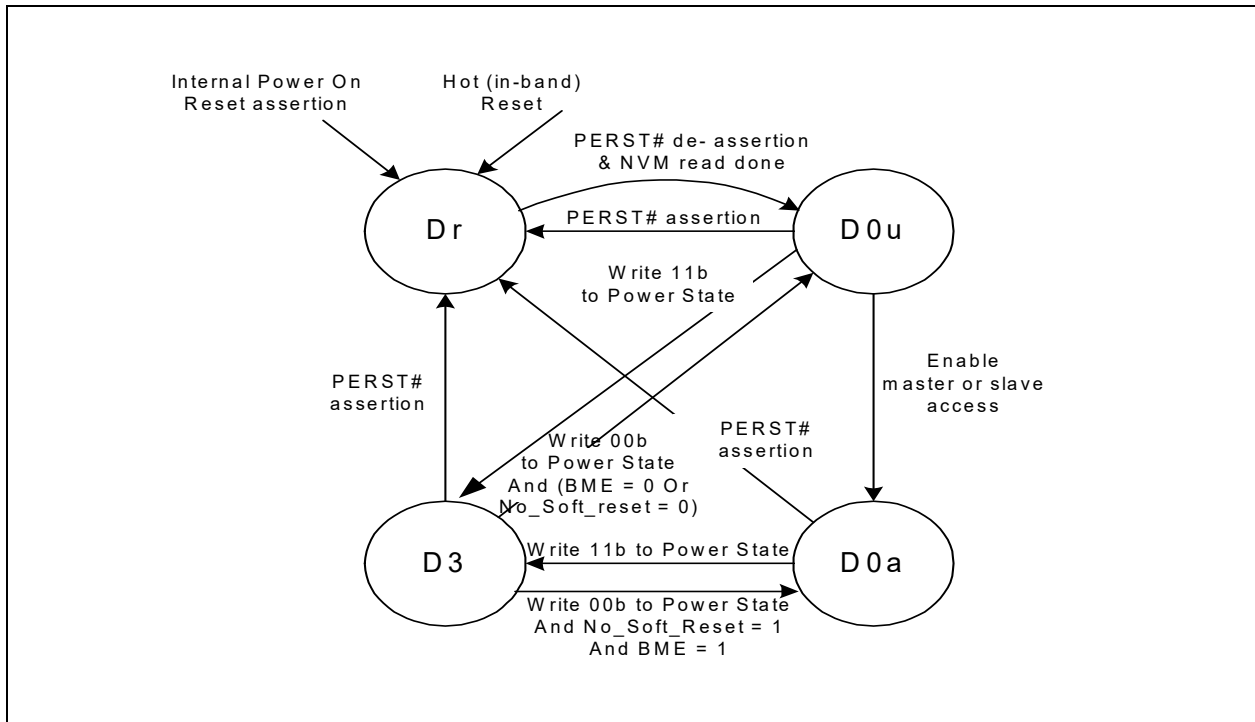 Internal Power On
Reset assertion
Hot (in-band)
Reset
PERST# de- assertion
& NVM read done
PERST# assertion
Dr
D0u
Write 11b
to Power State
Enable
master or slave
access
PERST#
assertion
PERST#
assertion
Write 00b
to Power State
And (BME = 0 Or
No_Soft_reset = 0)
D3
Write 11b to Power State
D0a
Write 00b to Power State
And No_Soft_Reset = 1
And BME = 1